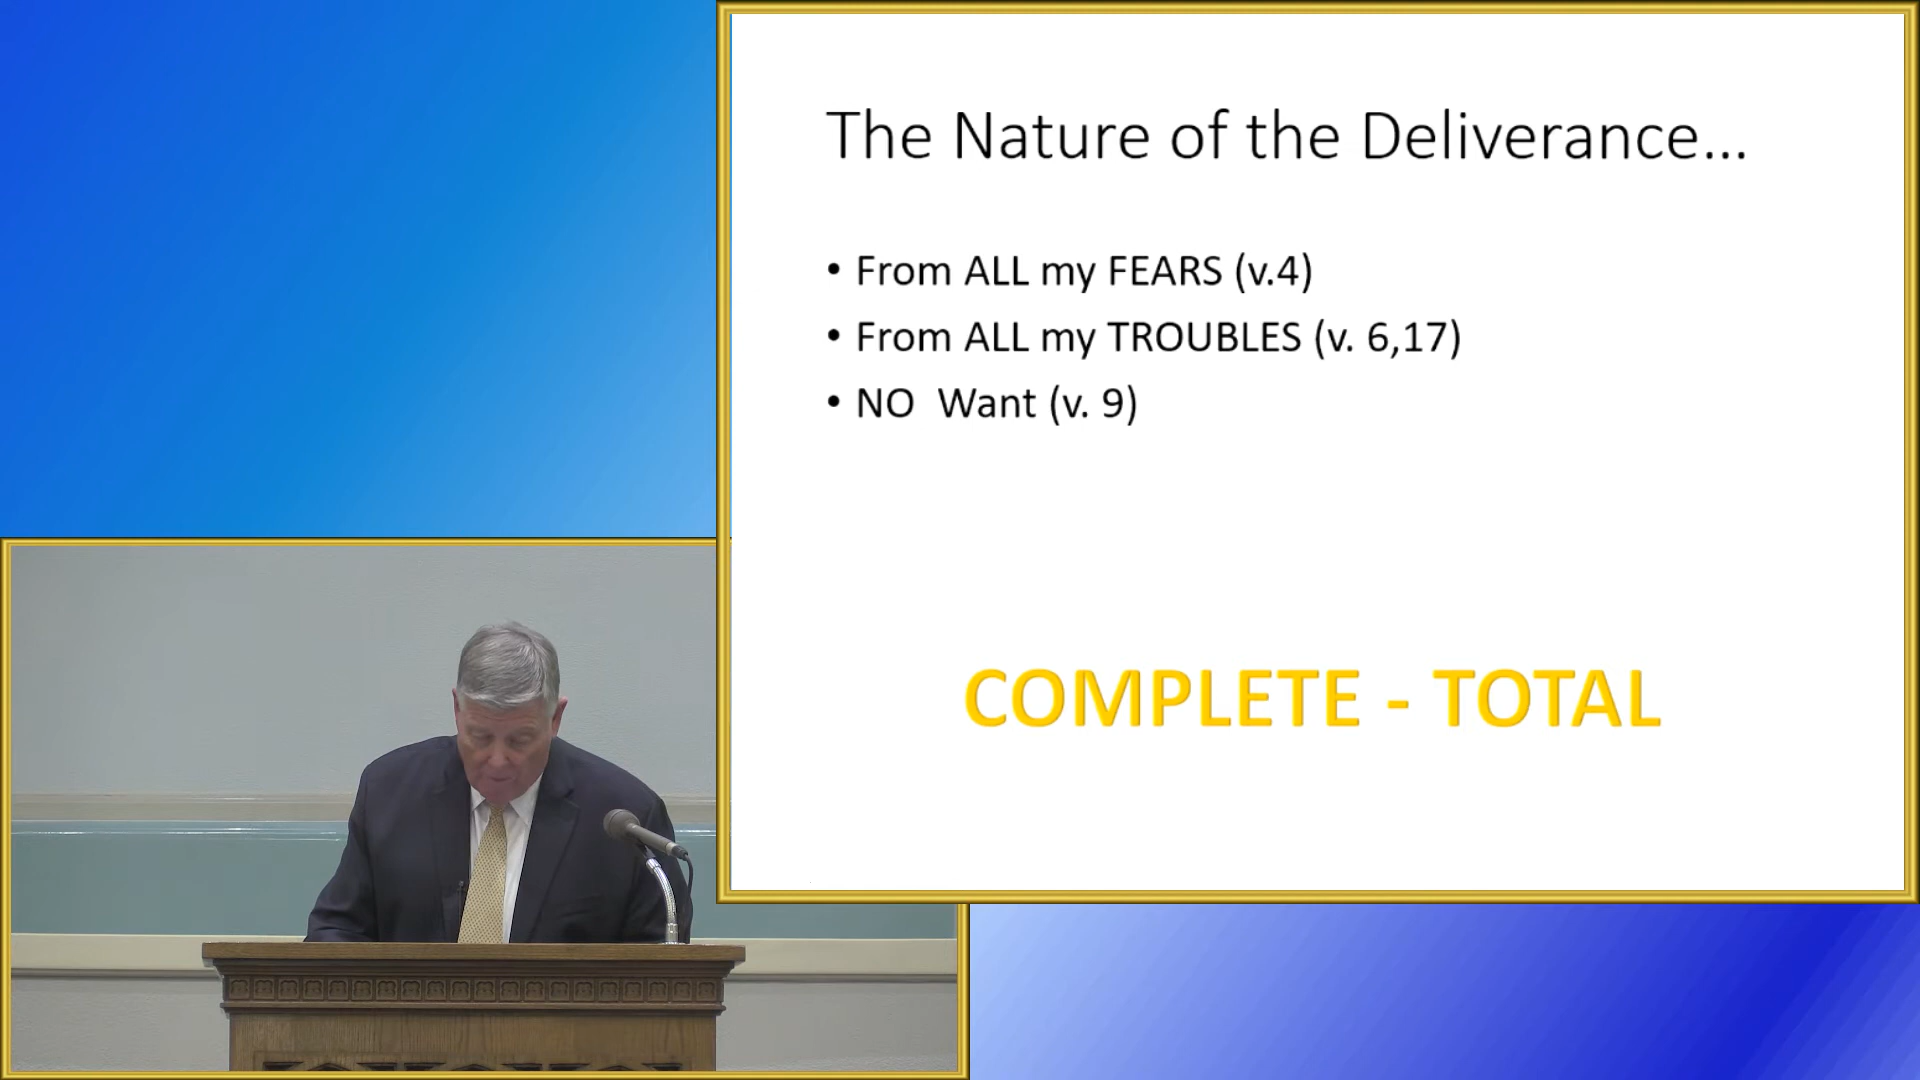 The Nature of the Deliverance...
• From ALL my FEARS (v.4)
• From ALL my TROUBLES (v. 6,17)
• NO  Want (v. 9)
COMPLETE - TOTAL